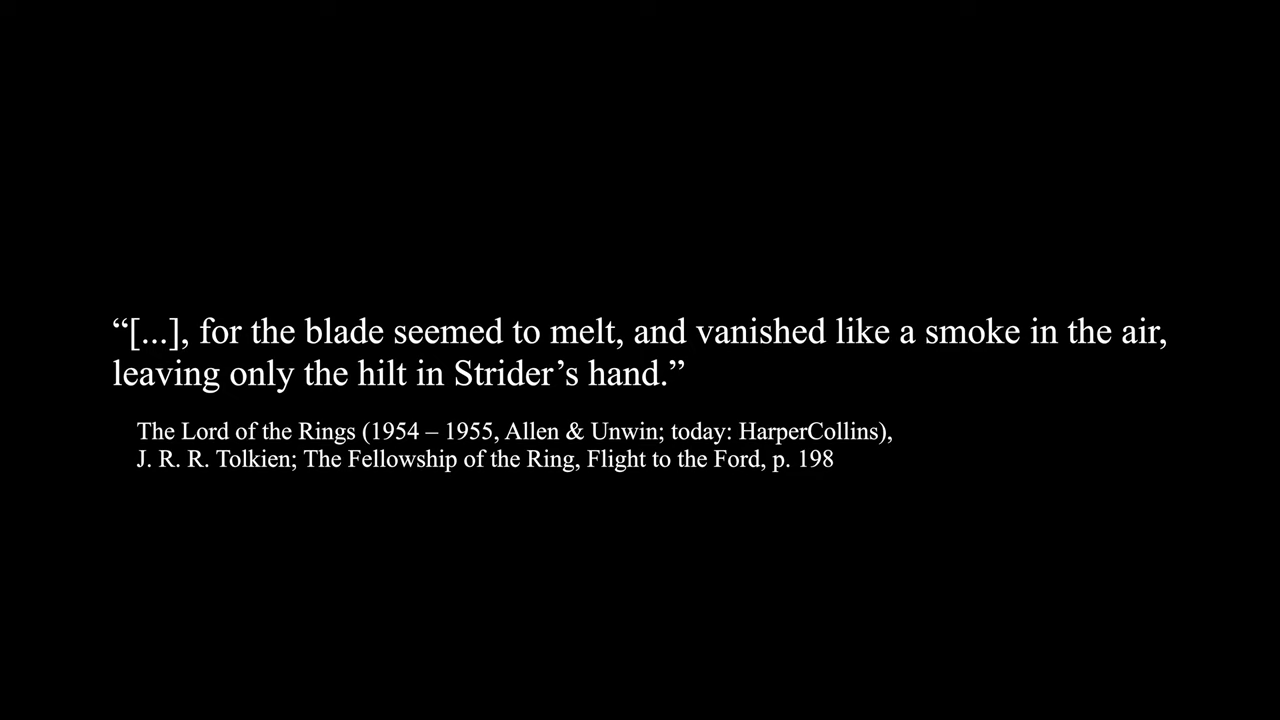 “[...], for the blade seemed to melt, and vanished like a smoke in the air,
leaving only the hilt in Strider’s hand.”
The Lord of the Rings (1954 – 1955, Allen & Unwin; today: HarperCollins),
J. R. R. Tolkien; The Fellowship of the Ring, Flight to the Ford, p. 198